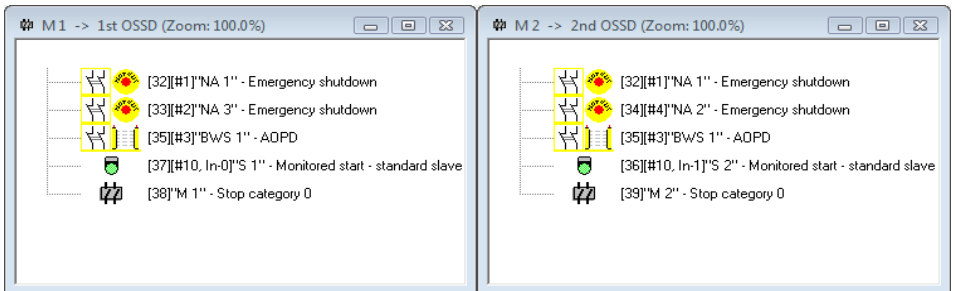 M 1 -> 1st OSSD (Zoom: 100.0%)
[32][#1]"NA 1" - Emergency shutdown
[33][#2]"NA 3" - Emergency shutdown
[35][#3]"BWS 1" - AOPD
[37][#10, In-0]"S 1" - Monitored start - standard slave
[38]"M 1" - Stop category 0
M 2 -> 2nd OSSD (Zoom: 100.0%)
[32][#1]"NA 1" - Emergency shutdown
[34][#4]"NA 2" - Emergency shutdown
[35][#3]"BWS 1" - AOPD
[36][#10, In-1]"S 2" - Monitored start - standard slave
[39]"M 2" - Stop category 0